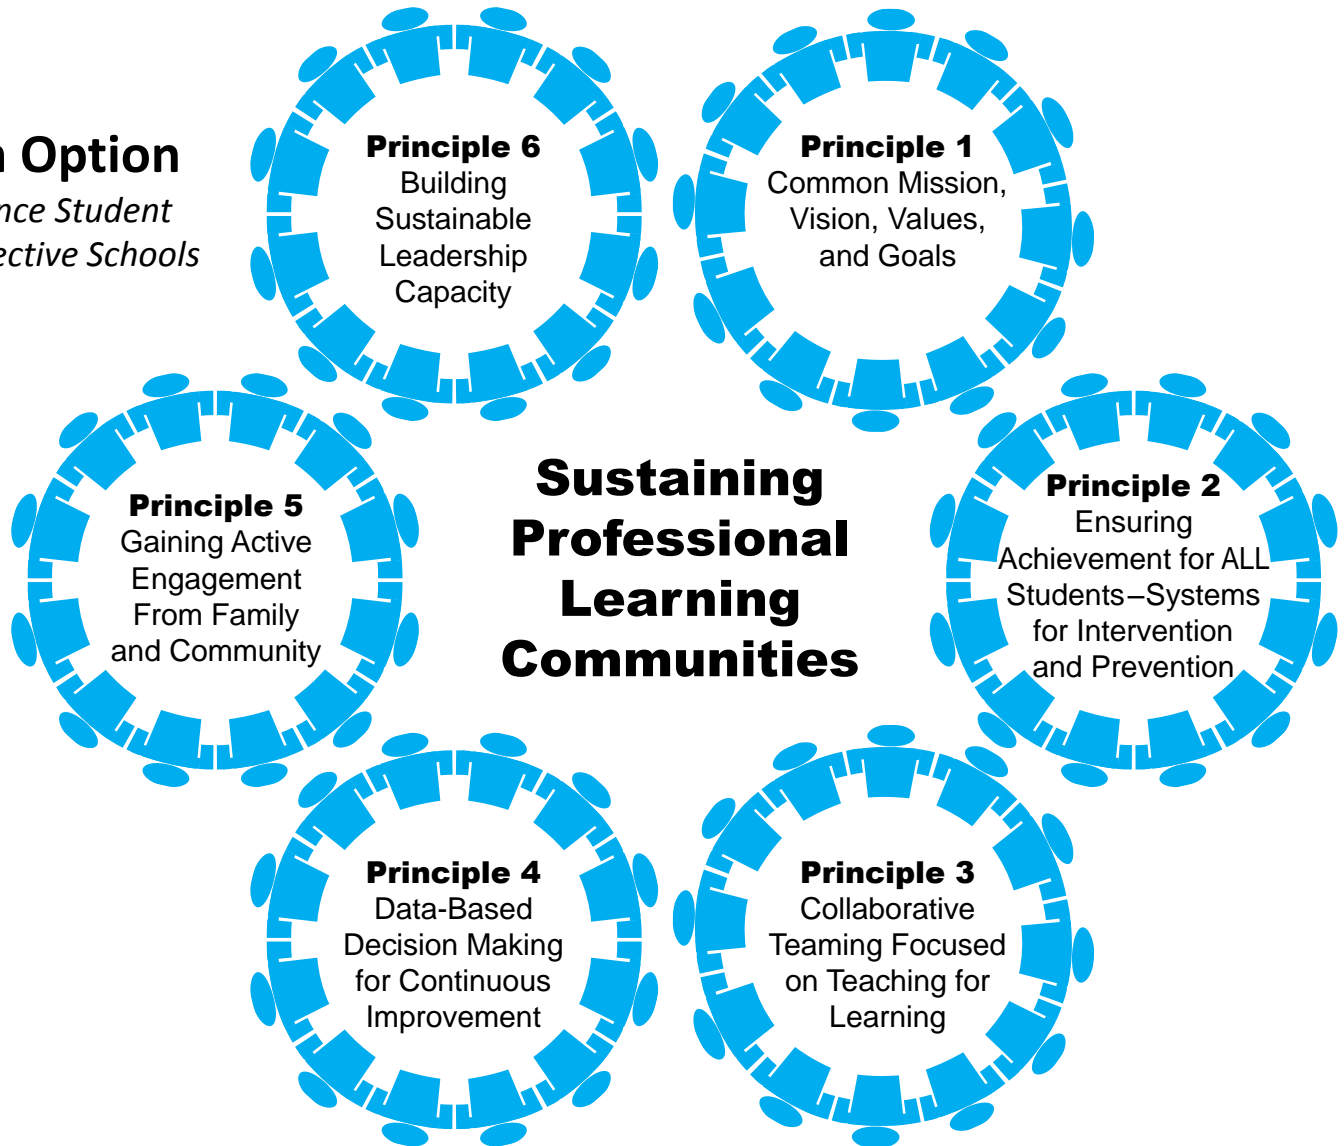 Option
Student
Schools
Principle 6
Building
Sustainable
Leadership
Capacity
Principle 1
Common Mission,
Vision, Values,
and Goals
Principle 5
Gaining Active
Engagement
From Family
and Community
Sustaining
Professional
Learning
Communities
Principle 2
Ensuring
Achievement for ALL
Students–Systems
for Intervention
and Prevention
Principle 4
Data-Based
Decision Making
for Continuous
Improvement
Principle 3
Collaborative
Teaming Focused
on Teaching for
Learning